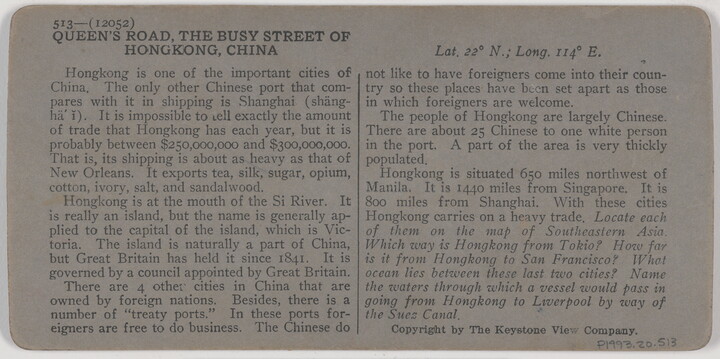 513—(12052)
QUEEN'S ROAD, THE BUSY STREET OF
HONGKONG, CHINA
Hongkong is one of the important cities of
China. The only other Chinese port that com-
pares with it in shipping is Shanghai (shăng-
hä′ ĭ). It is impossible to tell exactly the amount
of trade that Hongkong has each year, but it is
probably between $250,000,000 and $300,000,000.
That is, its shipping is about as heavy as that of
New Orleans. It exports tea, silk, sugar, opium,
cotton, ivory, salt, and sandalwood.
Hongkong is at the mouth of the Si River. It
is really an island, but the name is generally ap-
plied to the capital of the island, which is Vic-
toria. The island is naturally a part of China,
but Great Britain has held it since 1841. It is
governed by a council appointed by Great Britain.
There are 4 other cities in China that are
owned by foreign nations. Besides, there is a
number of "treaty ports." In these ports for-
eigners are free to do business. The Chinese do
Lat. 22° N.; Long. 114° E.
not like to have foreigners come into their coun-
try so these places have been set apart as those
in which foreigners are welcome.
The people of Hongkong are largely Chinese.
There are about 25 Chinese to one white person
in the port. A part of the area is very thickly
populated.
Hongkong is situated 650 miles northwest of
Manila. It is 1440 miles from Singapore. It is
800 miles from Shanghai. With these cities
Hongkong carries on a heavy trade. Locate each
of them on the map of Southeastern Asia.
Which way is Hongkong from Tokio? How far
is it from Hongkong to San Francisco? What
ocean lies between these last two cities? Name
the waters through which a vessel would pass in
going from Hongkong to Liverpool by way of
the Suez Canal.
Copyright by The Keystone View Company.
P1993.20.513